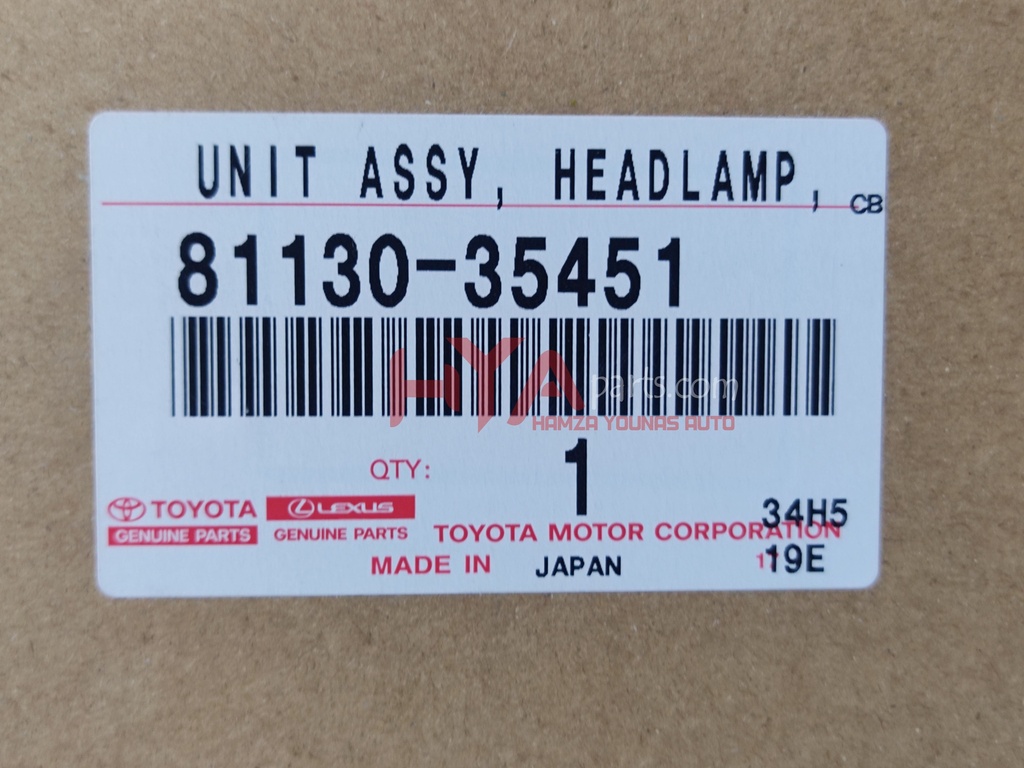 UNIT ASSY, HEADLAMP,
CB
81130-35451
HYA parts.com
HAMZA YOUNAS AUTO
QTY: 1
TOYOTA LEXUS
GENUINE PARTS GENUINE PARTS
TOYOTA MOTOR CORPORATION
34H5
MADE IN JAPAN
19E